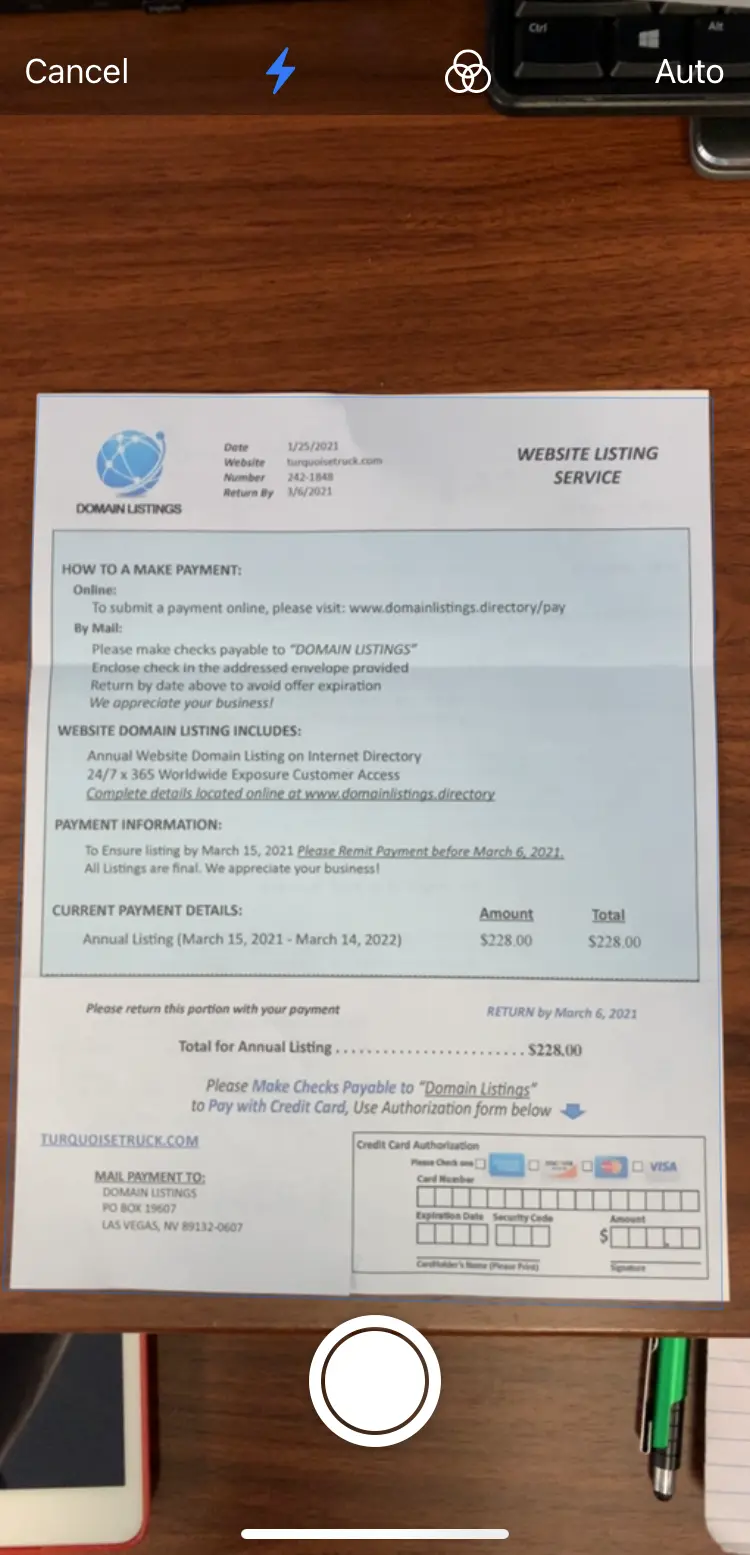 Ctrl
Alt
Cancel
Auto
DOMAIN LISTINGS
Date 1/25/2021
Website turquoisetruck.com
Number 242-1848
Return By 3/6/2021
WEBSITE LISTING
SERVICE
HOW TO A MAKE PAYMENT:
Online:
To submit a payment online, please visit: www.domainlistings.directory/pay
By Mail:
Please make checks payable to "DOMAIN LISTINGS"
Enclose check in the addressed envelope provided
Return by date above to avoid offer expiration
We appreciate your business!
WEBSITE DOMAIN LISTING INCLUDES:
Annual Website Domain Listing on Internet Directory
24/7 x 365 Worldwide Exposure Customer Access
Complete details located online at www.domainlistings.directory
PAYMENT INFORMATION:
To Ensure listing by March 15, 2021 Please Remit Payment before March 6, 2021.
All Listings are final. We appreciate your business!
CURRENT PAYMENT DETAILS: Amount Total
Annual Listing (March 15, 2021 - March 14, 2022) $228.00 $228.00
Please return this portion with your payment RETURN by March 6, 2021
Total for Annual Listing ........................ $228.00
Please Make Checks Payable to "Domain Listings"
to Pay with Credit Card, Use Authorization form below
TURQUOISETRUCK.COM
MAIL PAYMENT TO:
DOMAIN LISTINGS
PO BOX 19607
LAS VEGAS, NV 89132-0607
Credit Card Authorization
Please Check one VISA
Card Number
Expiration Date Security Code Amount
$
CardHolder's Name (Please Print) Signature